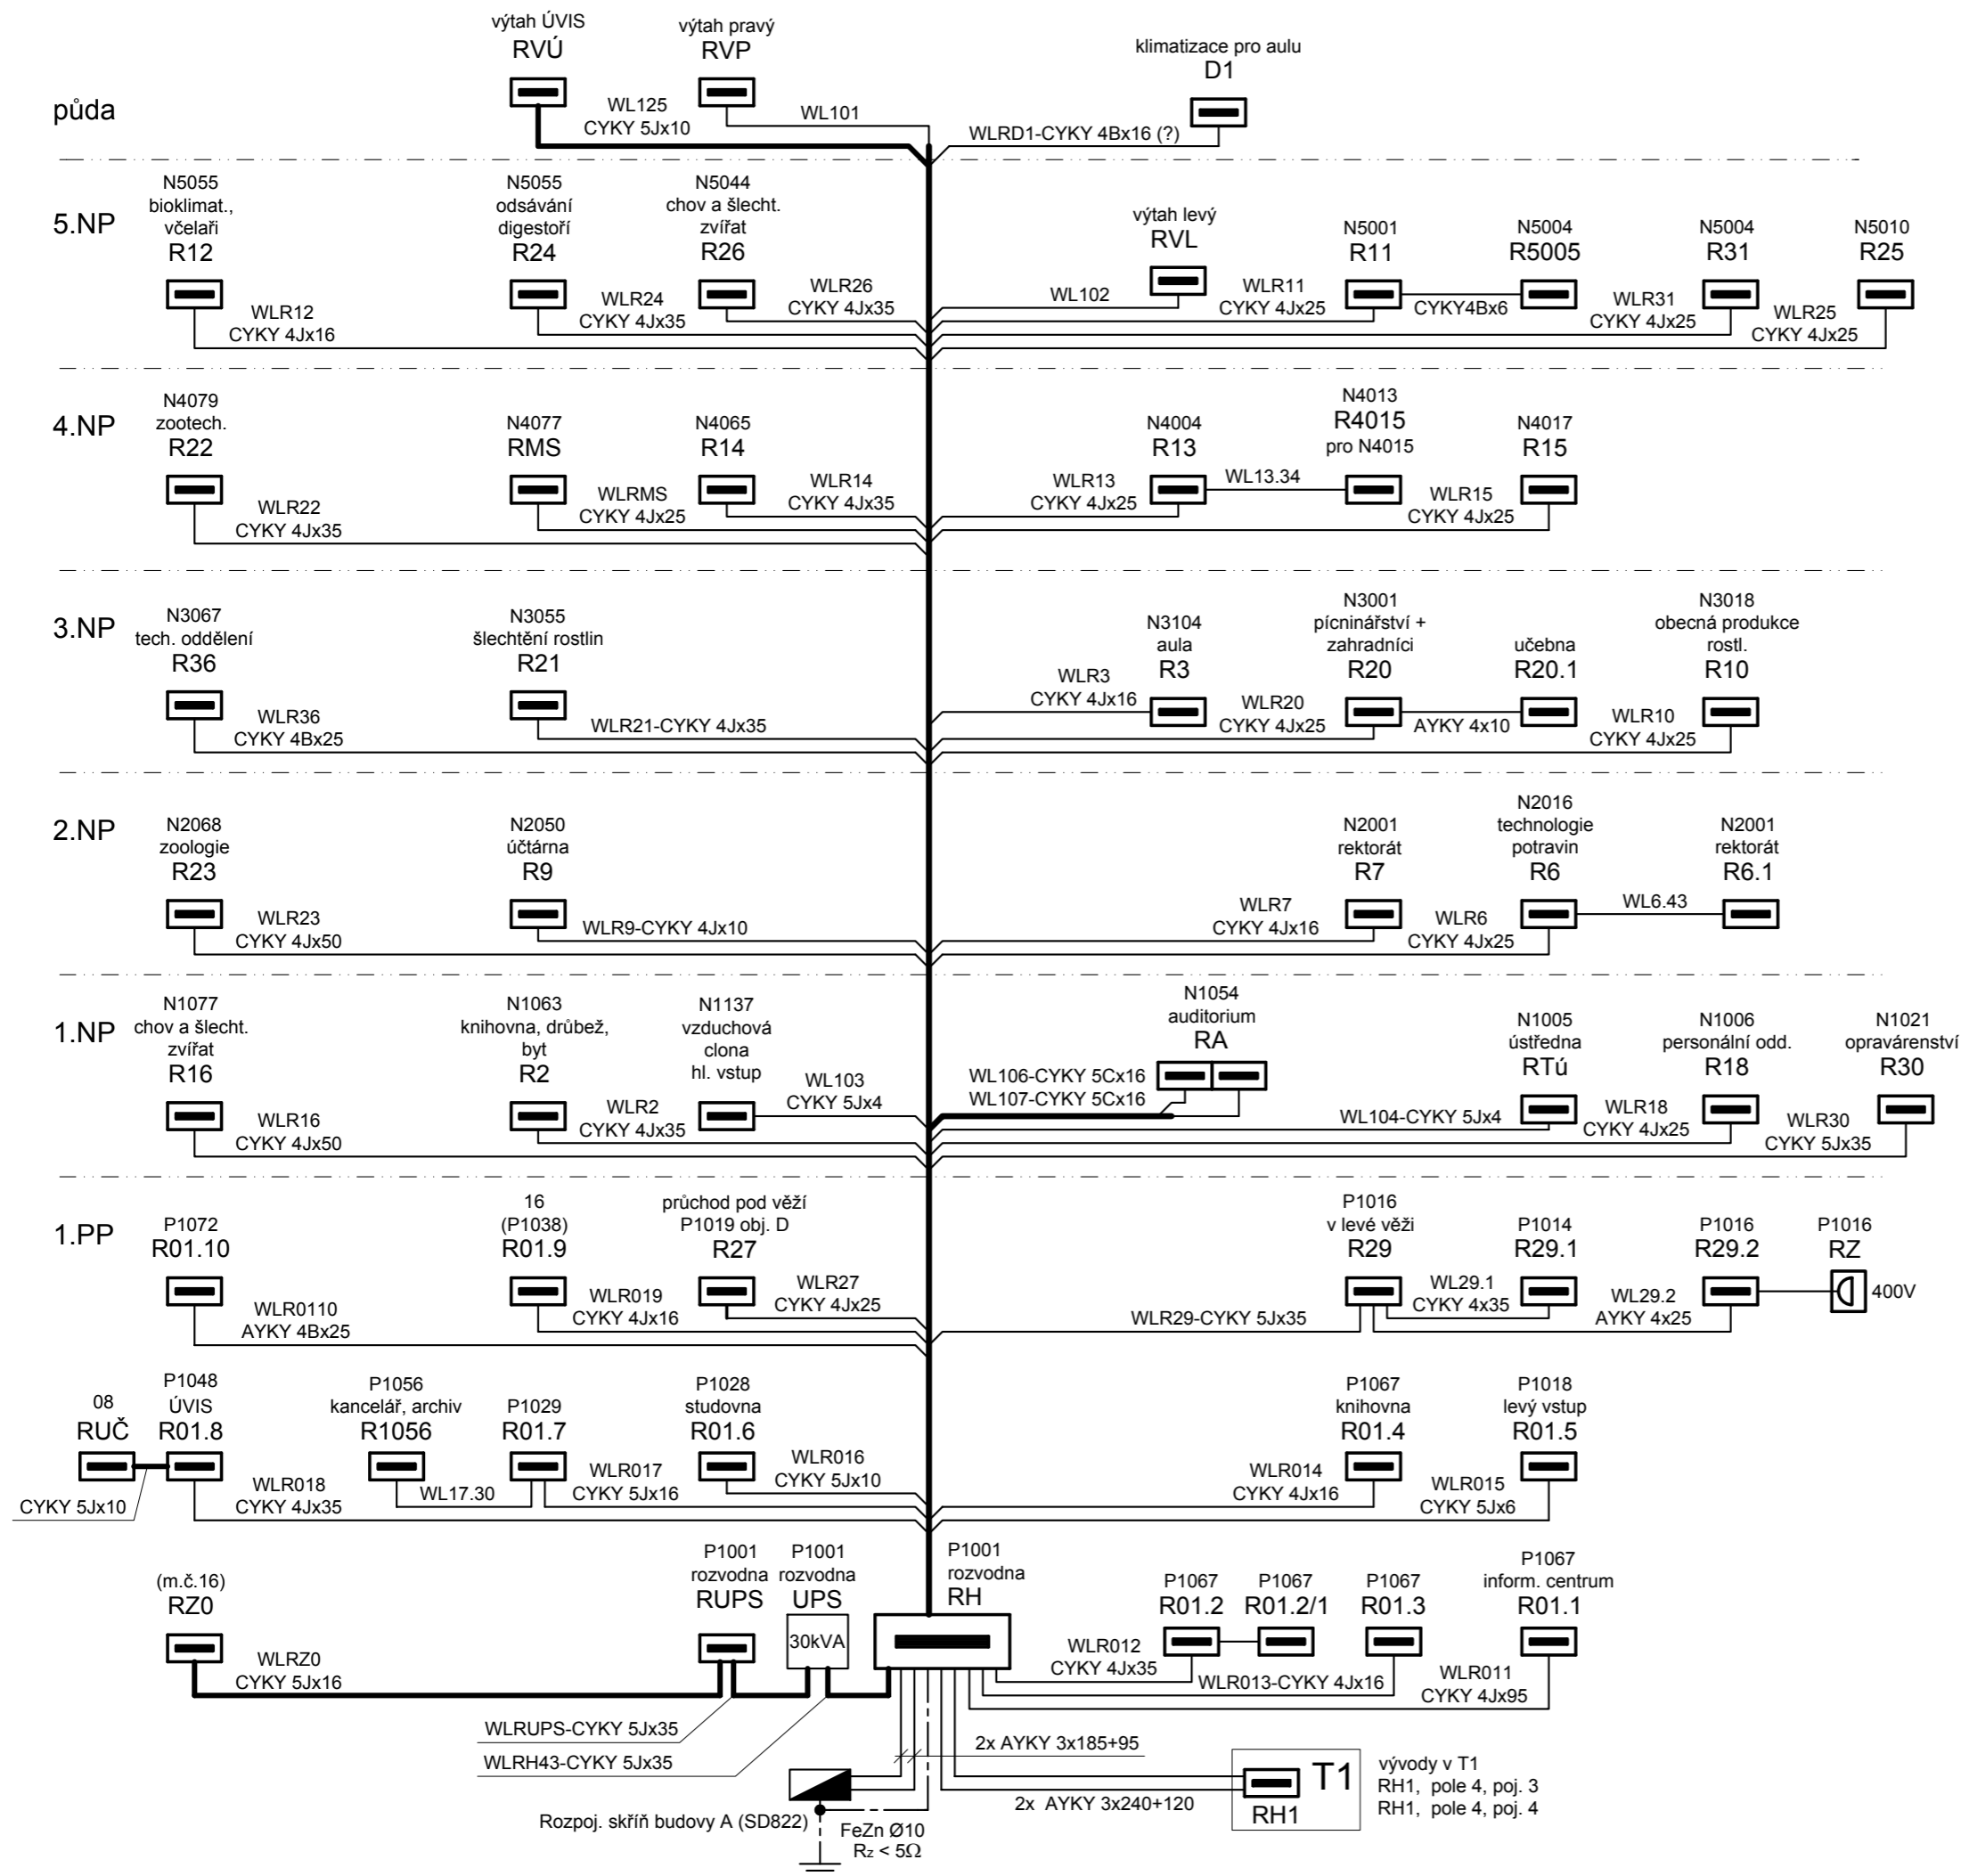 výtah ÚVIS
RVÚ
výtah pravý
RVP
klimatizace pro aulu
D1
půda
WL125
CYKY 5Jx10
WL101
WLRD1-CYKY 4Bx16 (?)
5.NP
N5055
bioklimat.,
včelaři
R12
N5055
odsávání
digestoří
R24
N5044
chov a šlecht.
zvířat
R26
výtah levý
RVL
N5001
R11
N5004
R5005
N5004
R31
N5010
R25
WLR12
CYKY 4Jx16
WLR24
CYKY 4Jx35
WLR26
CYKY 4Jx35
WL102
WLR11
CYKY 4Jx25
CYKY4Bx6
WLR31
CYKY 4Jx25
WLR25
CYKY 4Jx25
4.NP
N4079
zootech.
R22
N4077
RMS
N4065
R14
N4004
R13
N4013
R4015
pro N4015
N4017
R15
WLR22
CYKY 4Jx35
WLRMS
CYKY 4Jx25
WLR14
CYKY 4Jx35
WLR13
CYKY 4Jx25
WL13.34
WLR15
CYKY 4Jx25
3.NP
N3067
tech. oddělení
R36
N3055
šlechtění rostlin
R21
N3104
aula
R3
N3001
pícninářství +
zahradníci
R20
učebna
R20.1
N3018
obecná produkce
rostl.
R10
WLR36
CYKY 4Bx25
WLR21-CYKY 4Jx35
WLR3
CYKY 4Jx16
WLR20
CYKY 4Jx25
AYKY 4x10
WLR10
CYKY 4Jx25
2.NP
N2068
zoologie
R23
N2050
účtárna
R9
N2001
rektorát
R7
N2016
technologie
potravin
R6
N2001
rektorát
R6.1
WLR23
CYKY 4Jx50
WLR9-CYKY 4Jx10
WLR7
CYKY 4Jx16
WLR6
CYKY 4Jx25
WL6.43
1.NP
N1077
chov a šlecht.
zvířat
R16
N1063
knihovna, drůbež,
byt
R2
N1137
vzduchová
clona
hl. vstup
N1054
auditorium
RA
N1005
ústředna
RTú
N1006
personální odd.
R18
N1021
opravárenství
R30
WLR16
CYKY 4Jx50
WLR2
CYKY 4Jx35
WL103
CYKY 5Jx4
WL106-CYKY 5Cx16
WL107-CYKY 5Cx16
WL104-CYKY 5Jx4
WLR18
CYKY 4Jx25
WLR30
CYKY 5Jx35
1.PP
P1072
R01.10
16
(P1038)
R01.9
průchod pod věží
P1019 obj. D
R27
P1016
v levé věži
R29
P1014
R29.1
P1016
R29.2
P1016
RZ
400V
WLR0110
AYKY 4Bx25
WLR019
CYKY 4Jx16
WLR27
CYKY 4Jx25
WLR29-CYKY 5Jx35
WL29.1
CYKY 4x35
WL29.2
AYKY 4x25
08
RUČ
P1048
ÚVIS
R01.8
P1056
kancelář, archiv
R1056
P1029
R01.7
P1028
studovna
R01.6
P1067
knihovna
R01.4
P1018
levý vstup
R01.5
CYKY 5Jx10
WLR018
CYKY 4Jx35
WL17.30
WLR017
CYKY 5Jx16
WLR016
CYKY 5Jx10
WLR014
CYKY 4Jx16
WLR015
CYKY 5Jx6
(m.č.16)
RZ0
P1001
rozvodna
RUPS
P1001
rozvodna
UPS
30kVA
P1001
rozvodna
RH
P1067
R01.2
P1067
R01.2/1
P1067
R01.3
P1067
inform. centrum
R01.1
WLRZ0
CYKY 5Jx16
WLR012
CYKY 4Jx35
WLR013-CYKY 4Jx16
WLR011
CYKY 4Jx95
WLRUPS-CYKY 5Jx35
WLRH43-CYKY 5Jx35
2x AYKY 3x185+95
2x AYKY 3x240+120
T1
RH1
vývody v T1
RH1, pole 4, poj. 3
RH1, pole 4, poj. 4
Rozpoj. skříň budovy A (SD822)
FeZn Ø10
Rz < 5Ω